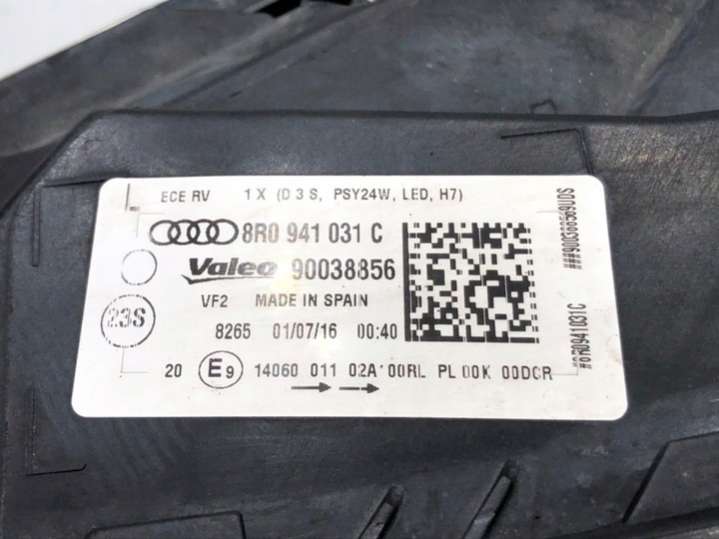 L ECE RV 1 X (D 3 S, PSY24W, LED, H7)
8R0 941 031 C
Valeo 90038856
VF2 MADE IN SPAIN
23S
8265 01/07/16 00:40
20 E9 14060 011 02A 00RL PL 00K 00DCR
#8R0941031C